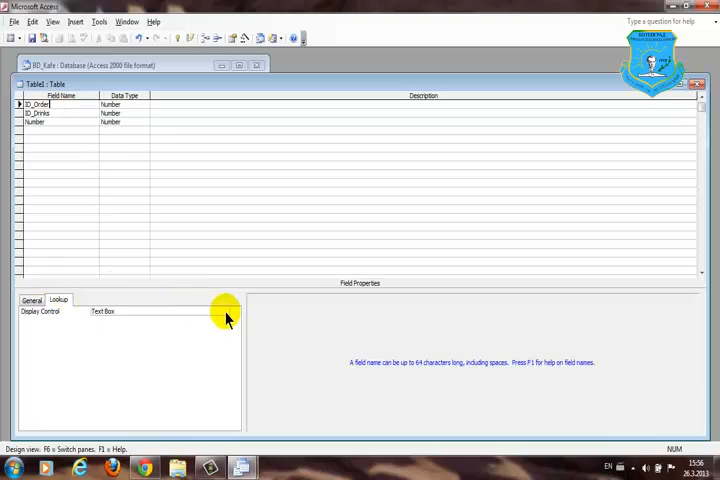 Microsoft Access
File Edit View Insert Tools Window Help
Type a question for help
BD_Kafe : Database (Access 2000 file format)
Table1 : Table
Field Name Data Type Description
ID_Order Number
ID_Drinks Number
Number Number
Field Properties
General Lookup
Display Control Text Box
A field name can be up to 64 characters long, including spaces. Press F1 for help on field names.
Design view. F6 = Switch panes. F1 = Help.
NUM
EN
15:56
26.3.2013